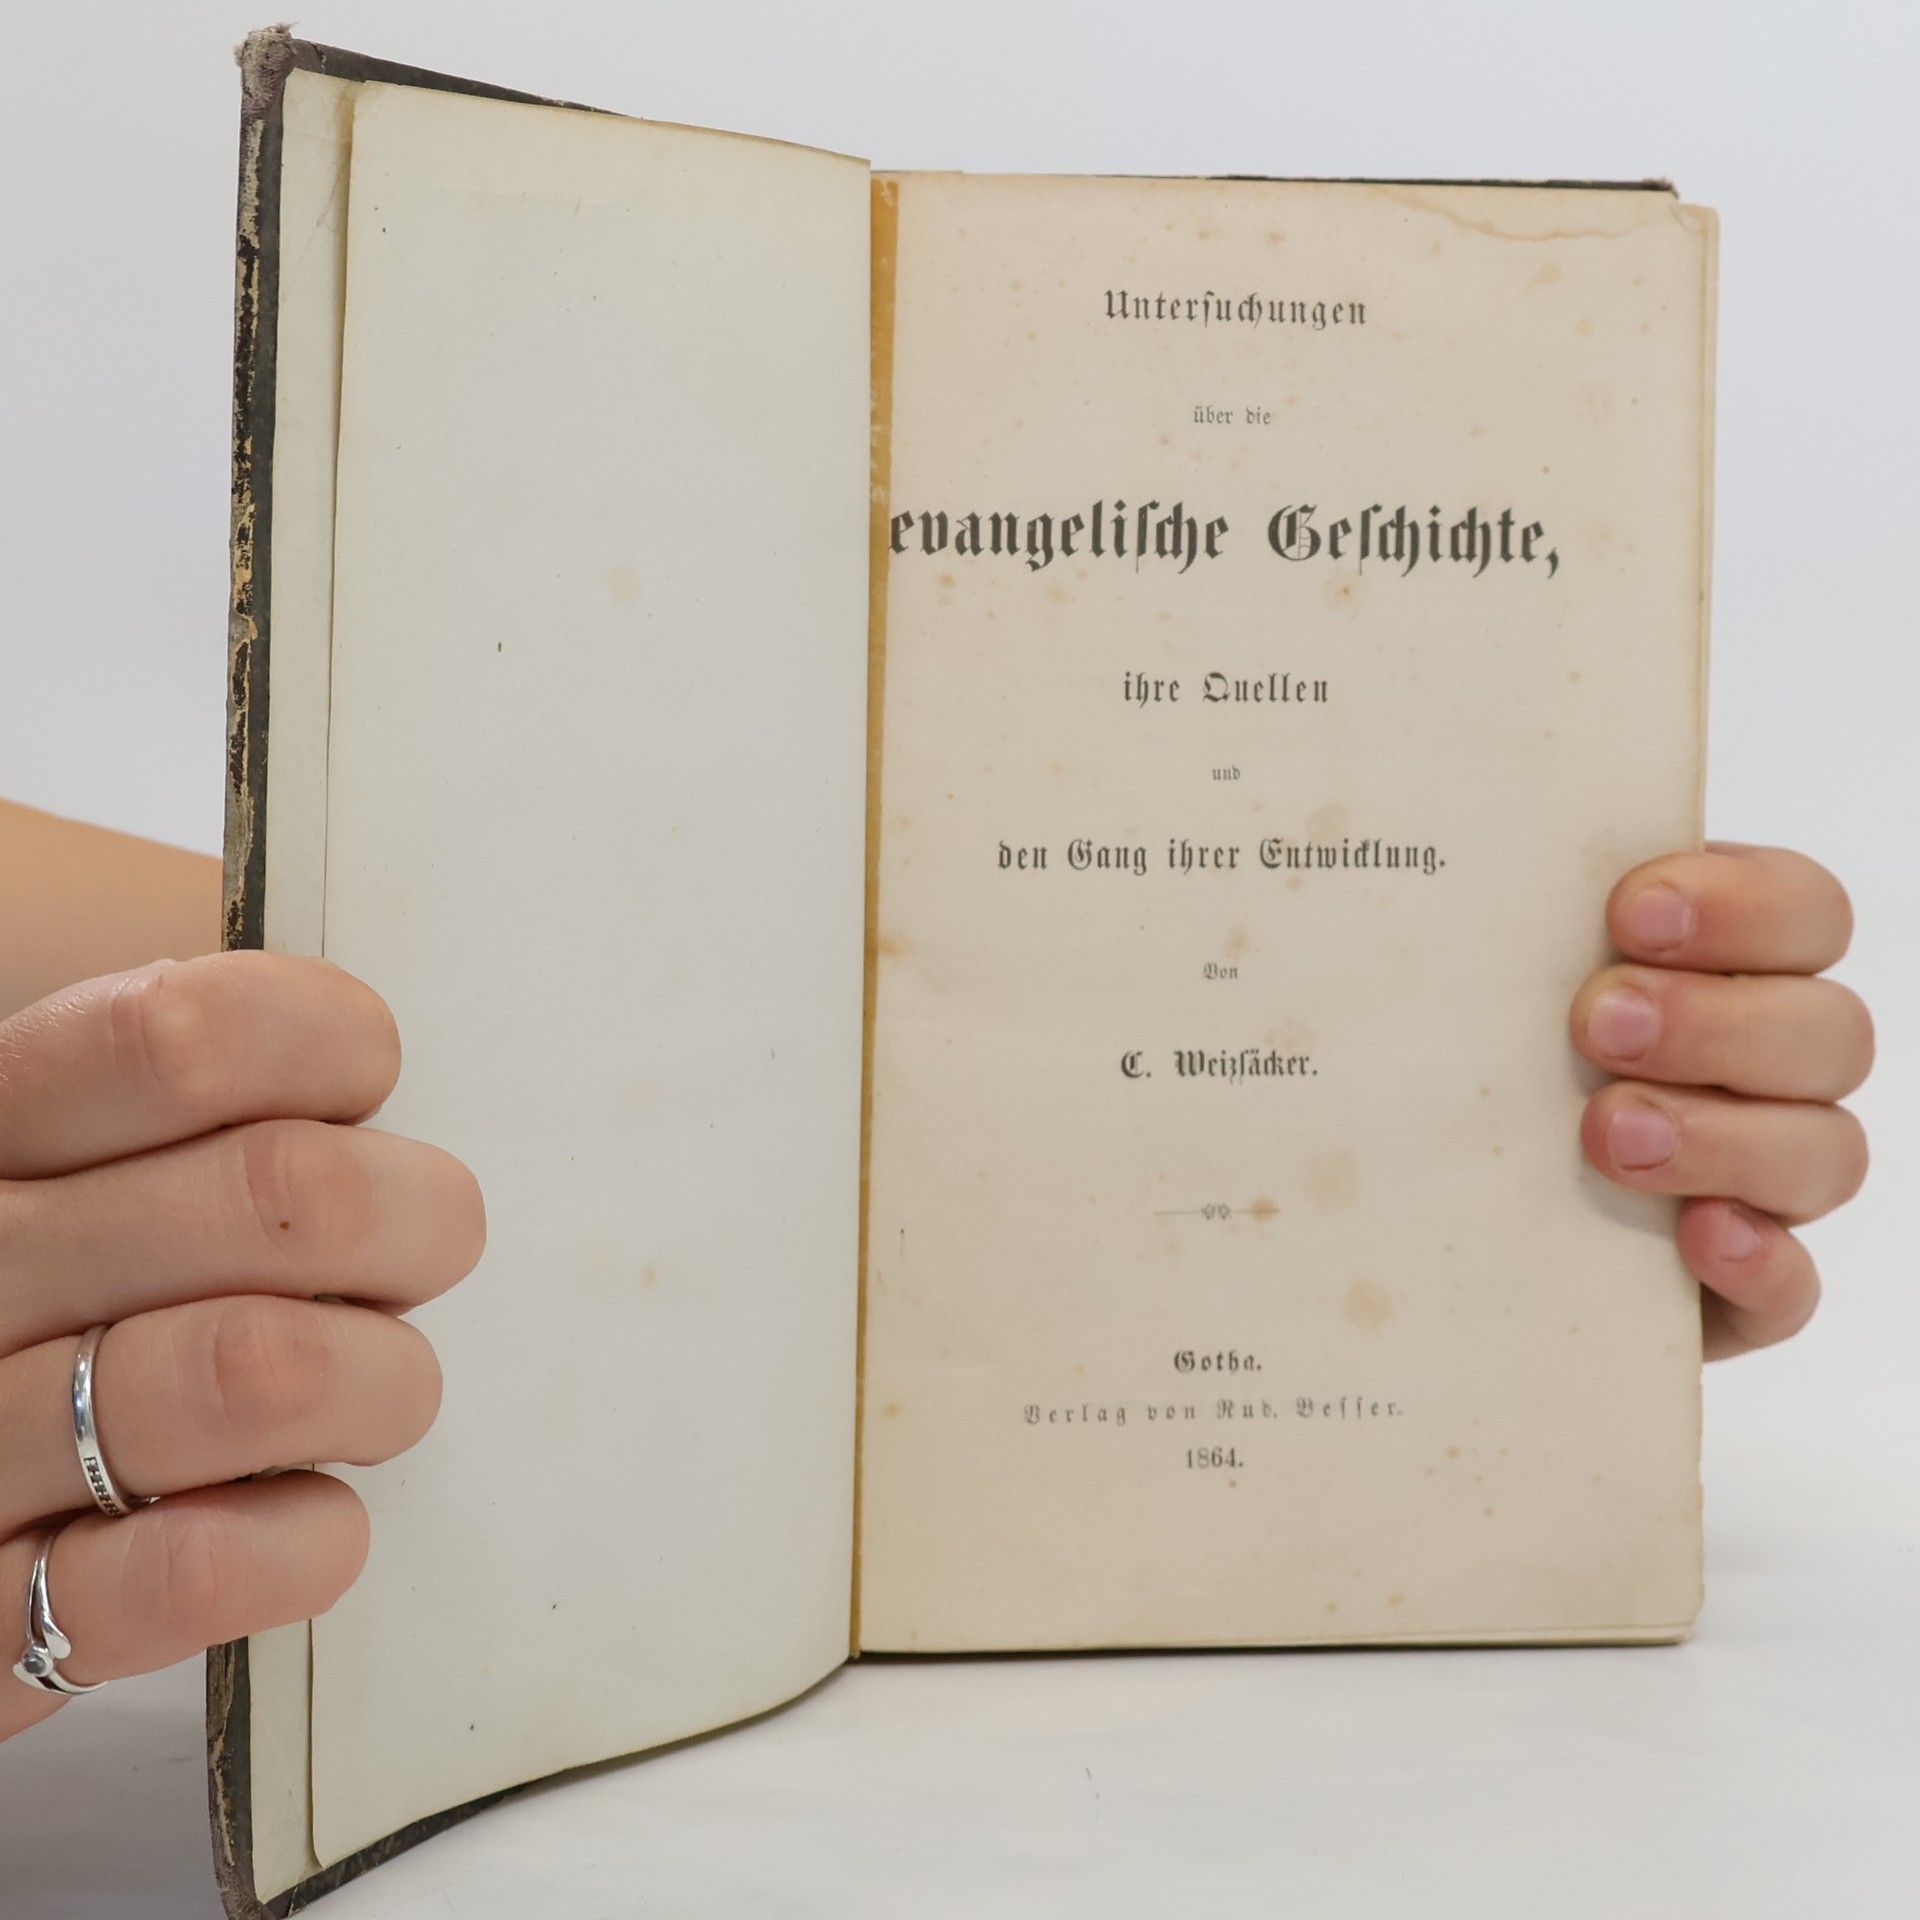 Unterſuchungen
über die
evangeliſche Geſchichte,
ihre Quellen
und
den Gang ihrer Entwicklung.
Von
C. Weizſäcker.
Gotha.
Verlag von Rud. Beſſer.
1864.